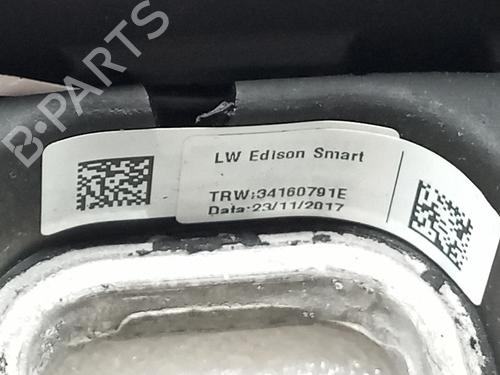 B-PARTS
LW Edison Smart
TRW:34160791E
Data:23/11/2017